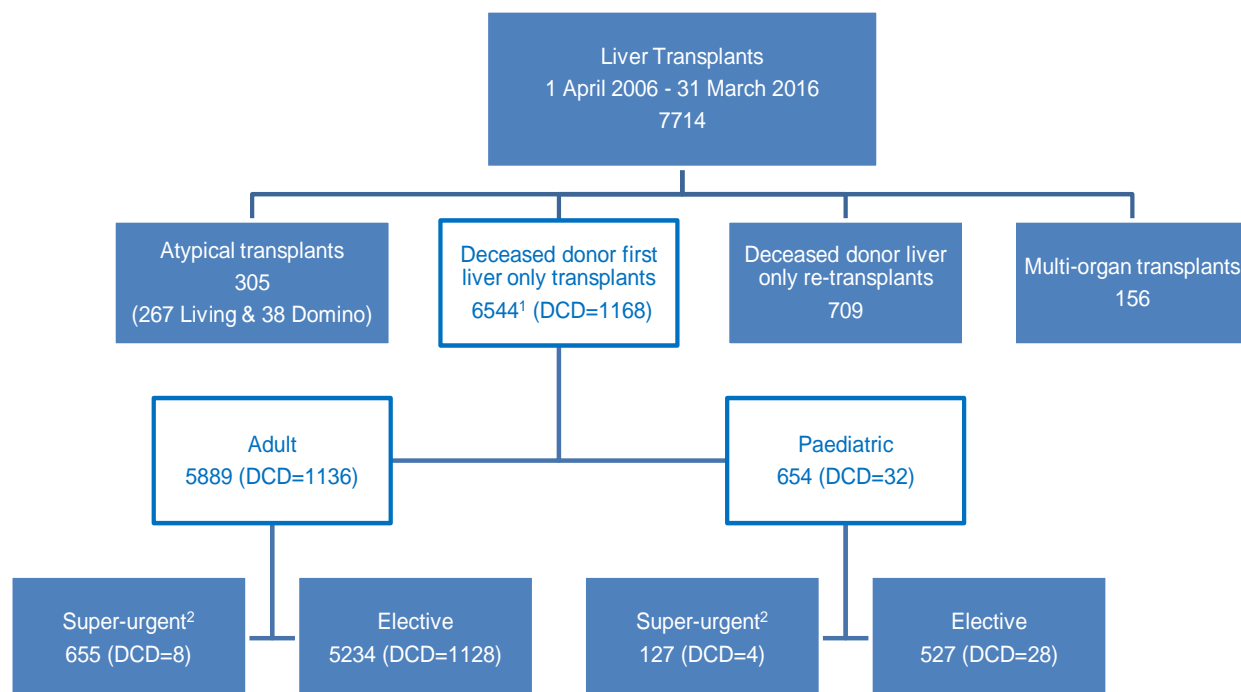 Liver Transplants
1 April 2006 - 31 March 2016
7714
Atypical transplants
305
(267 Living & 38 Domino)
Deceased donor first
liver only transplants
6544¹ (DCD=1168)
Deceased donor liver
only re-transplants
709
Multi-organ transplants
156
Adult
5889 (DCD=1136)
Paediatric
654 (DCD=32)
Super-urgent²
655 (DCD=8)
Elective
5234 (DCD=1128)
Super-urgent²
127 (DCD=4)
Elective
527 (DCD=28)